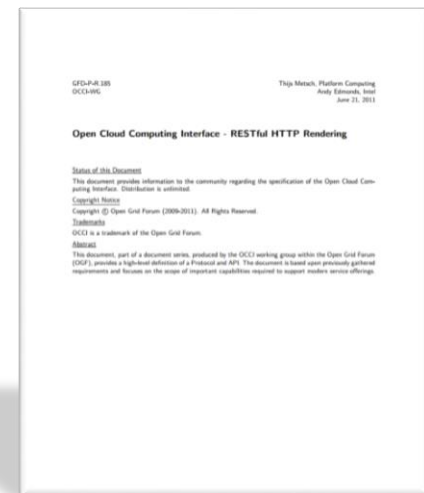 GFD-P-R.185
OCCI-WG
Thijs Metsch, Platform Computing
Andy Edmonds, Intel
June 21, 2011
Open Cloud Computing Interface - RESTful HTTP Rendering
Status of this Document
This document provides information to the community regarding the specification of the Open Cloud Com-
puting Interface. Distribution is unlimited.
Copyright Notice
Copyright © Open Grid Forum (2009-2011). All Rights Reserved.
Trademarks
OCCI is a trademark of the Open Grid Forum.
Abstract
This document, part of a document series, produced by the OCCI working group within the Open Grid Forum
(OGF), provides a high-level definition of a Protocol and API. The document is based upon previously gathered
requirements and focuses on the scope of important capabilities required to support modern service offerings.